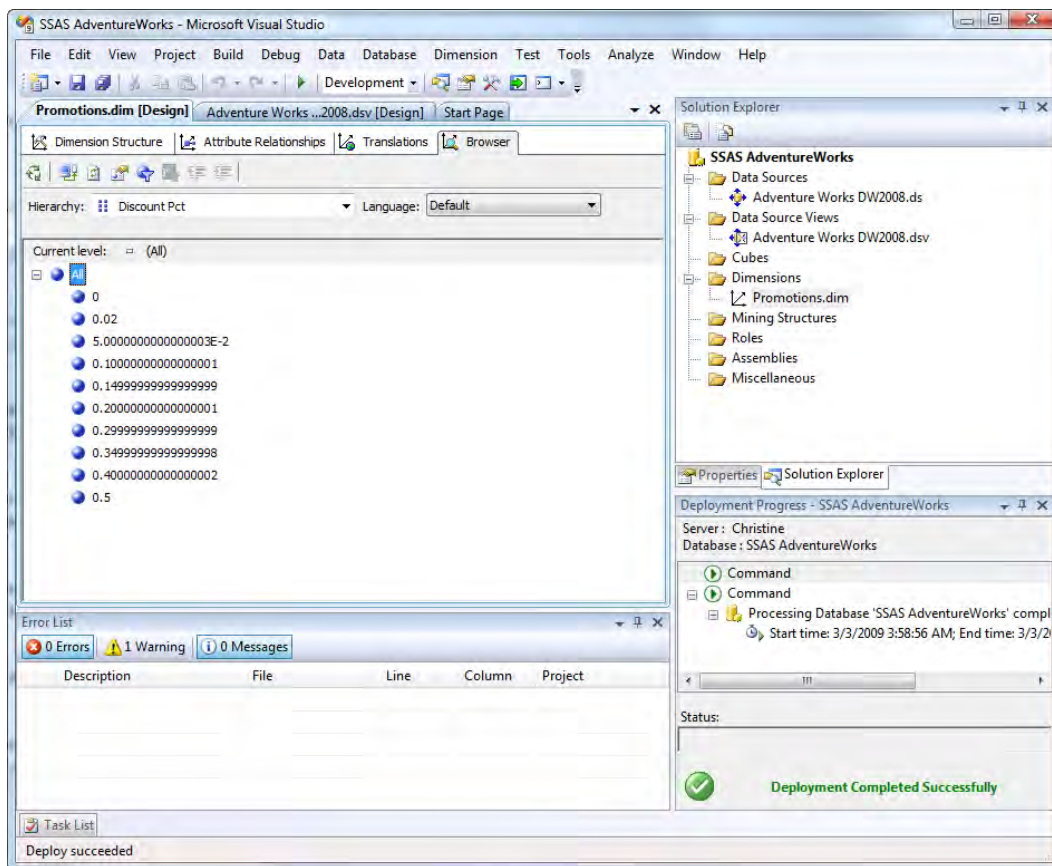 SSAS AdventureWorks - Microsoft Visual Studio
File Edit View Project Build Debug Data Database Dimension Test Tools Analyze Window Help
Development
Promotions.dim [Design] Adventure Works ...2008.dsv [Design] Start Page
Dimension Structure Attribute Relationships Translations Browser
Hierarchy: Discount Pct Language: Default
Current level: (All)
All
0
0.02
5.0000000000000003E-2
0.10000000000000001
0.14999999999999999
0.20000000000000001
0.29999999999999999
0.34999999999999998
0.40000000000000002
0.5
Solution Explorer
SSAS AdventureWorks
Data Sources
Adventure Works DW2008.ds
Data Source Views
Adventure Works DW2008.dsv
Cubes
Dimensions
Promotions.dim
Mining Structures
Roles
Assemblies
Miscellaneous
Properties Solution Explorer
Deployment Progress - SSAS AdventureWorks
Server : Christine
Database : SSAS AdventureWorks
Command
Command
Processing Database 'SSAS AdventureWorks' compl
Start time: 3/3/2009 3:58:56 AM; End time: 3/3/20
Status:
Deployment Completed Successfully
Error List
0 Errors 1 Warning 0 Messages
Description File Line Column Project
Task List
Deploy succeeded